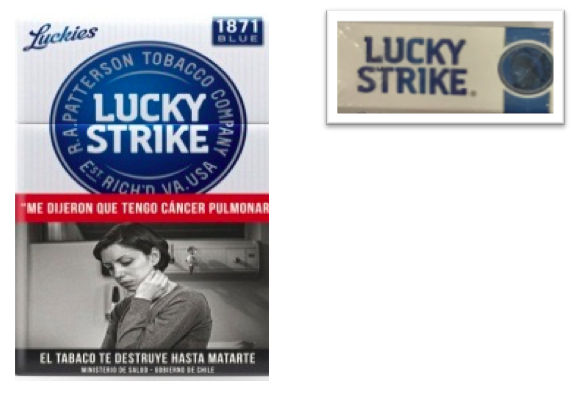 Luckies
1871
BLUE
R.A. PATTERSON TOBACCO COMPANY
LUCKY
STRIKE
EST RICH'D VA. USA
"ME DIJERON QUE TENGO CÁNCER PULMONAR
EL TABACO TE DESTRUYE HASTA MATARTE
MINISTERIO DE SALUD - GOBIERNO DE CHILE
LUCKY
STRIKE.